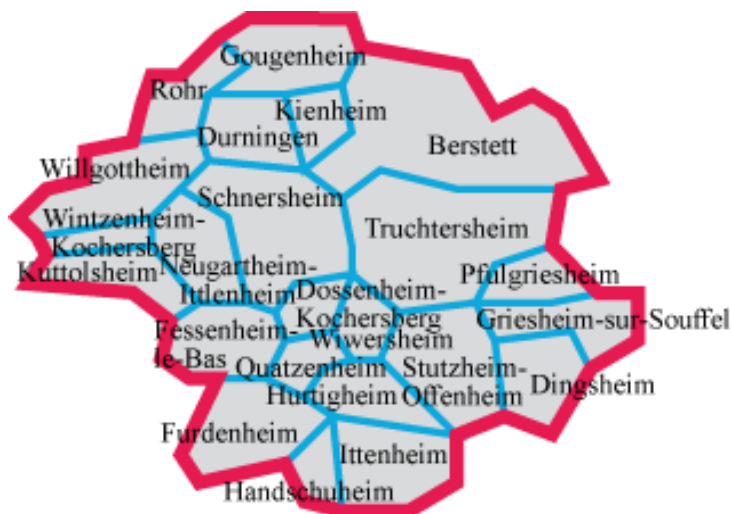 Gougenheim
Rohr
Kienheim
Durningen
Berstett
Willgottheim
Schnersheim
Wintzenheim-
Kochersberg
Truchtersheim
Kuttolsheim
Neugartheim-
Ittlenheim
Pfulgriesheim
Dossenheim-
Kochersberg
Griesheim-sur-Souffel
Fessenheim-
le-Bas
Wiwersheim
Quatzenheim
Stutzheim-
Offenheim
Dingsheim
Hurtigheim
Furdenheim
Ittenheim
Handschuheim